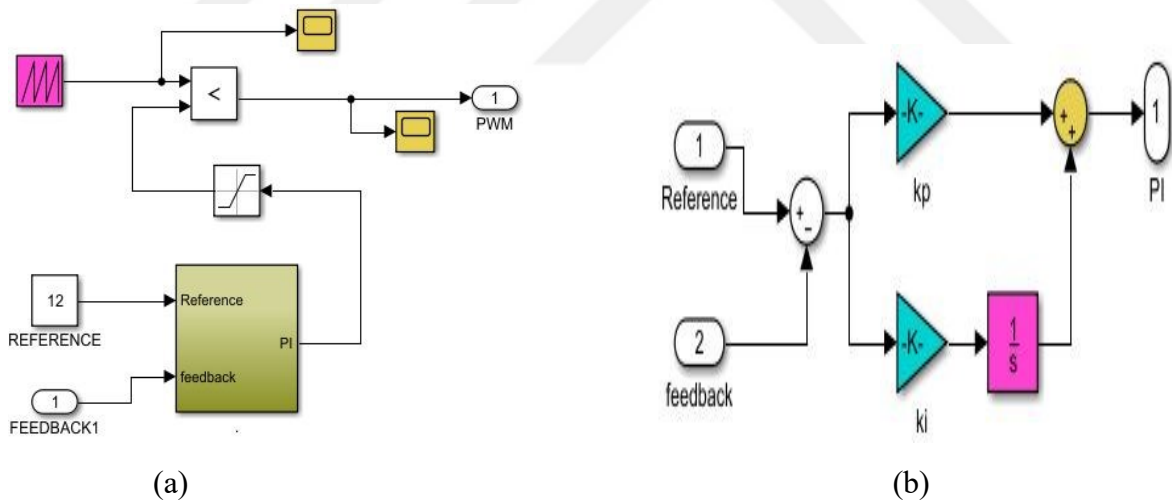 <
1
PWM
12
REFERENCE
Reference
PI
feedback
1
FEEDBACK1
(a)
1
Reference
+
-
-K-
kp
+
+
1
PI
2
feedback
-K-
ki
1
s
(b)